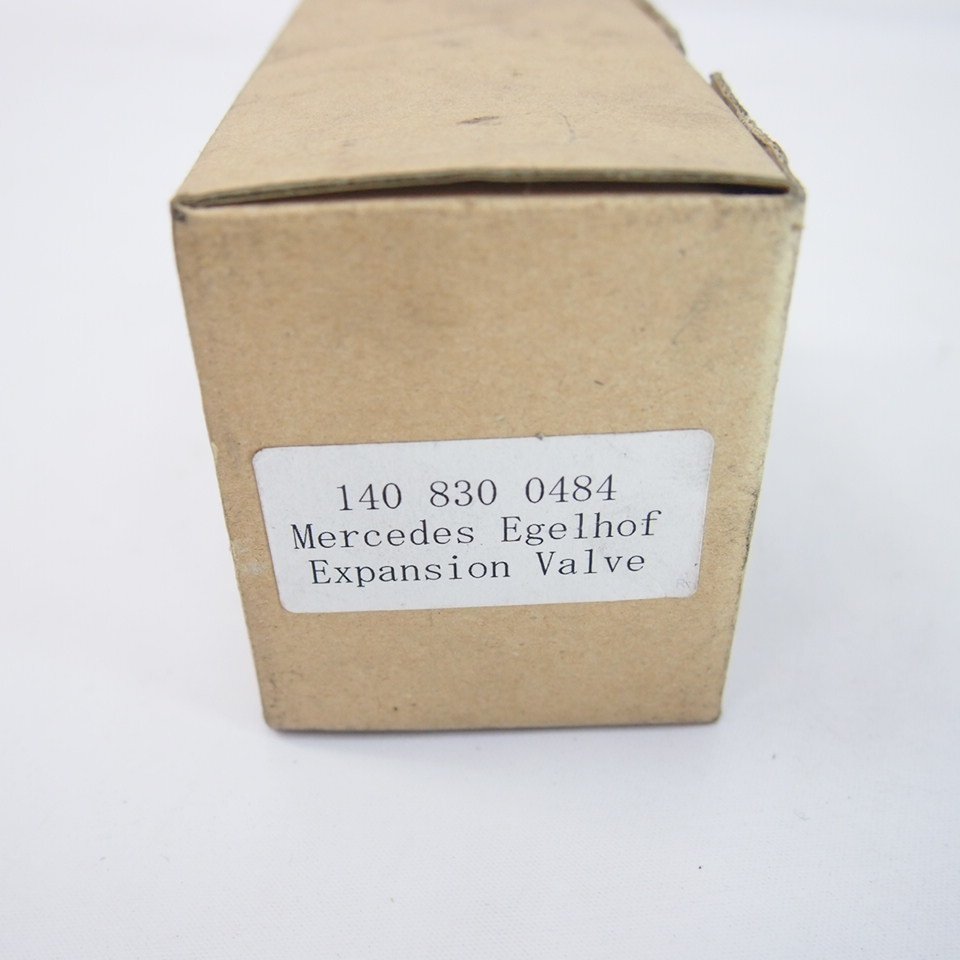 140 830 0484
Mercedes Egelhof
Expansion Valve